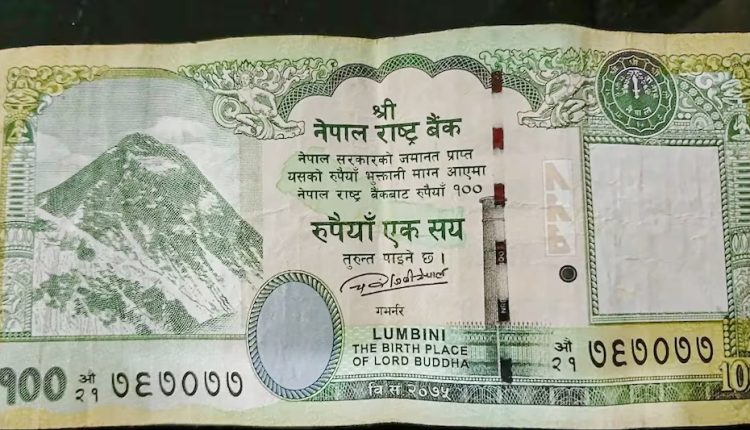 श्री
नेपाल राष्ट्र बैंक
नेपाल सरकारको जमानत प्राप्त
यसको रुपैयाँ भुक्तानी माग्न आएमा
नेपाल राष्ट्र बैंकबाट रुपैयाँ १००
रुपैयाँ एक सय
तुरुन्त पाइने छ ।
गभर्नर
LUMBINI
THE BIRTH PLACE
OF LORD BUDDHA
वि सं २०७५
१००
औ
२१ ७६७०७७
औ
२१ ७६७०७७
10